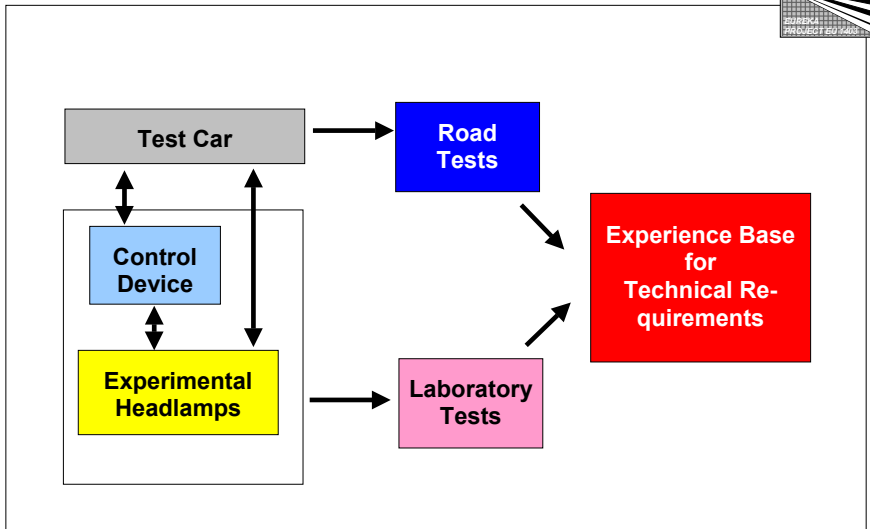 EUREKA
PROJECT EU 1403
Test Car
Road
Tests
Control
Device
Experience Base
for
Technical Re-
quirements
Experimental
Headlamps
Laboratory
Tests